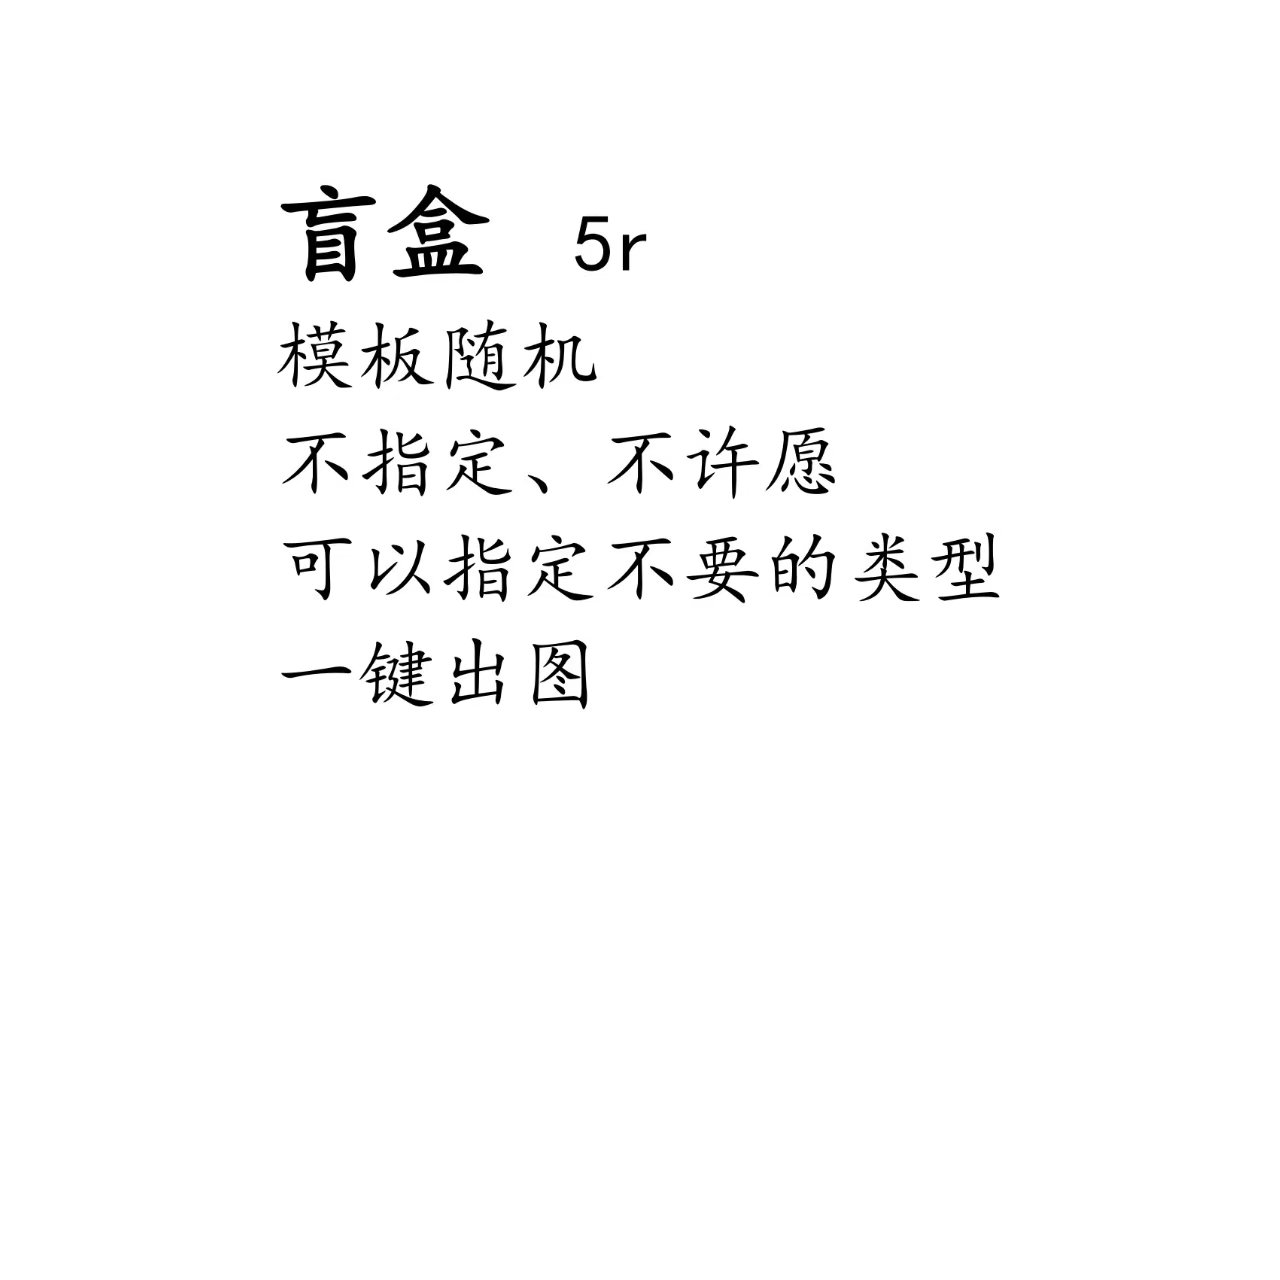 盲盒 5r
模板随机
不指定、不许愿
可以指定不要的类型
一键出图